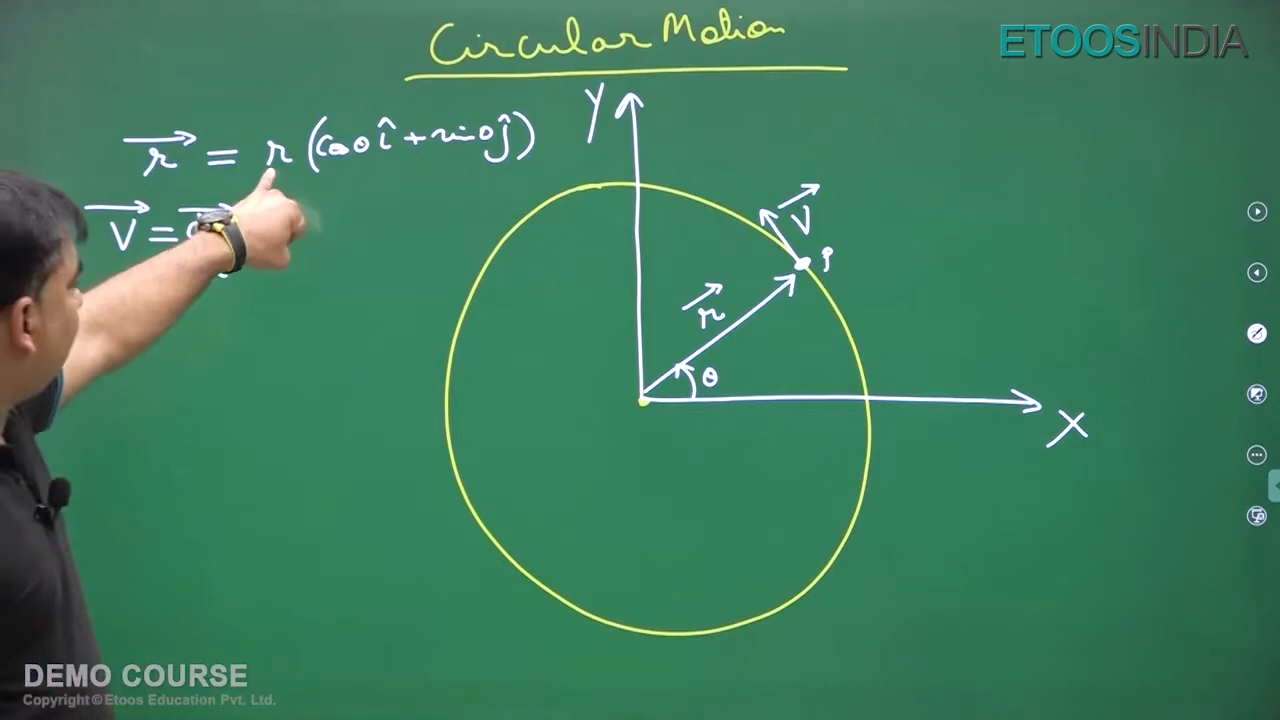 Circular Motion
ETOOSINDIA
Y
r⃗ = r (cosθ î + sinθ ĵ)
V⃗ =
V⃗
r⃗
θ
X
DEMO COURSE
Copyright © Etoos Education Pvt. Ltd.